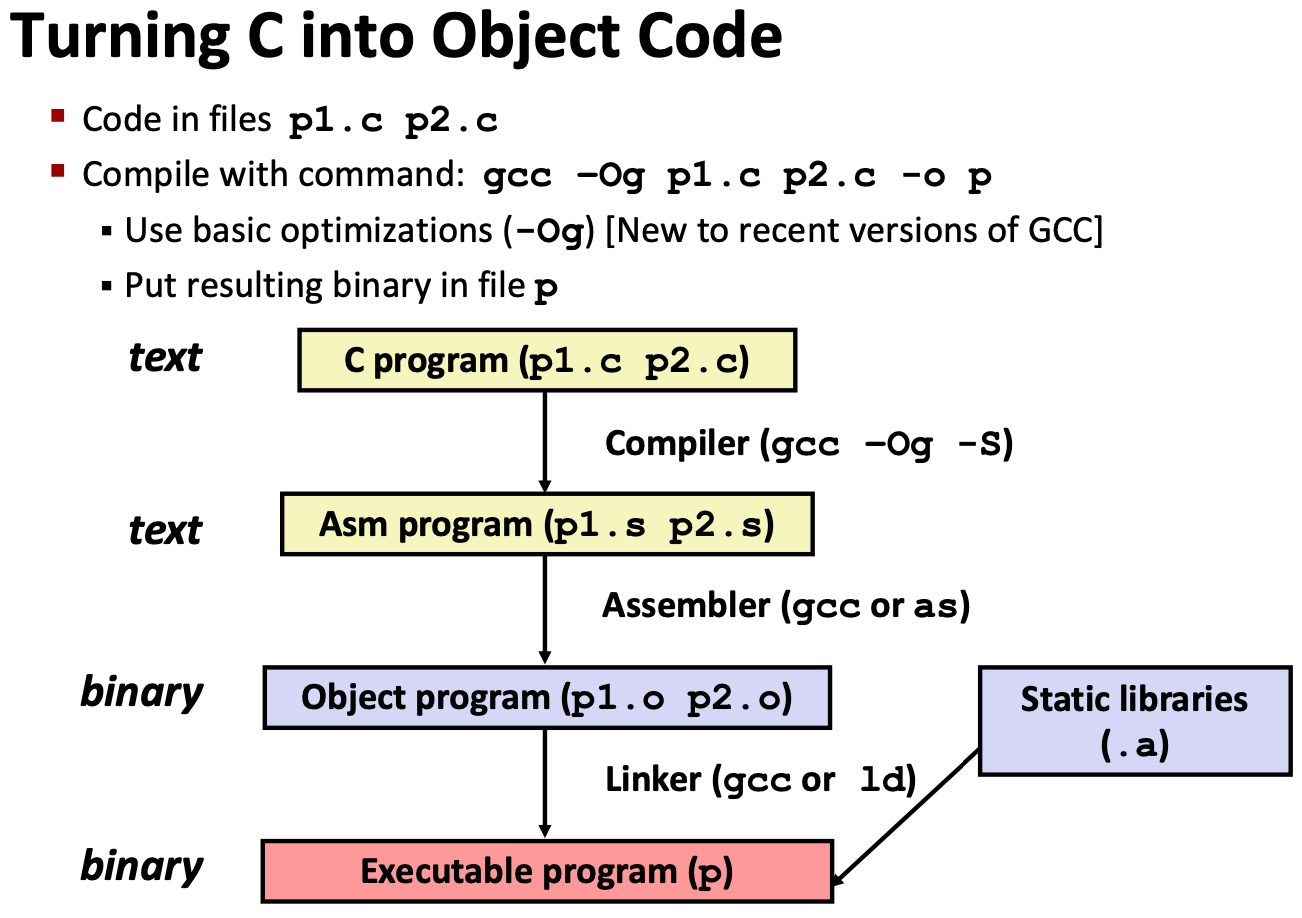 Turning C into Object Code
▪ Code in files p1.c p2.c
▪ Compile with command: gcc –Og p1.c p2.c -o p
▪ Use basic optimizations (-Og) [New to recent versions of GCC]
▪ Put resulting binary in file p
text
C program (p1.c p2.c)
Compiler (gcc –Og -S)
text
Asm program (p1.s p2.s)
Assembler (gcc or as)
binary
Object program (p1.o p2.o)
Static libraries
(.a)
Linker (gcc or ld)
binary
Executable program (p)